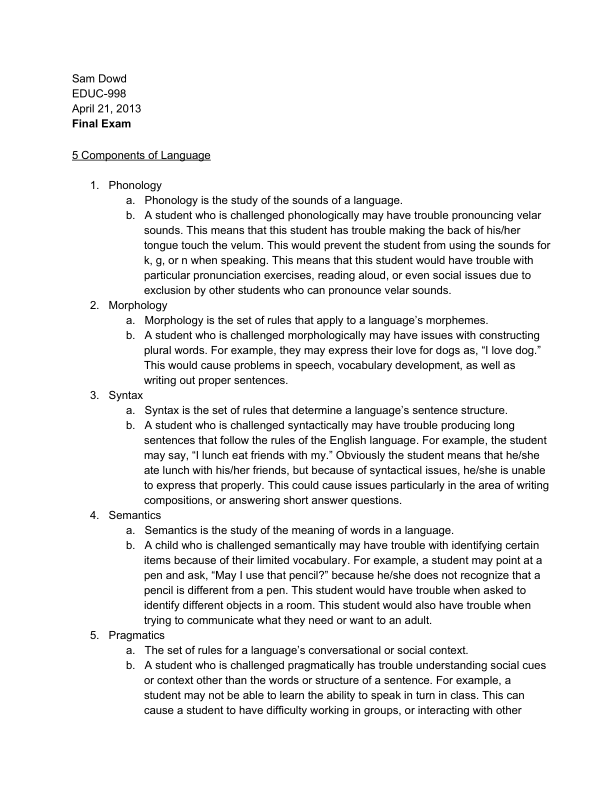 Sam Dowd
EDUC-998
April 21, 2013
Final Exam
5 Components of Language
1. Phonology
a. Phonology is the study of the sounds of a language.
b. A student who is challenged phonologically may have trouble pronouncing velar
sounds. This means that this student has trouble making the back of his/her
tongue touch the velum. This would prevent the student from using the sounds for
k, g, or n when speaking. This means that this student would have trouble with
particular pronunciation exercises, reading aloud, or even social issues due to
exclusion by other students who can pronounce velar sounds.
2. Morphology
a. Morphology is the set of rules that apply to a language’s morphemes.
b. A student who is challenged morphologically may have issues with constructing
plural words. For example, they may express their love for dogs as, “I love dog.”
This would cause problems in speech, vocabulary development, as well as
writing out proper sentences.
3. Syntax
a. Syntax is the set of rules that determine a language’s sentence structure.
b. A student who is challenged syntactically may have trouble producing long
sentences that follow the rules of the English language. For example, the student
may say, “I lunch eat friends with my.” Obviously the student means that he/she
ate lunch with his/her friends, but because of syntactical issues, he/she is unable
to express that properly. This could cause issues particularly in the area of writing
compositions, or answering short answer questions.
4. Semantics
a. Semantics is the study of the meaning of words in a language.
b. A child who is challenged semantically may have trouble with identifying certain
items because of their limited vocabulary. For example, a student may point at a
pen and ask, “May I use that pencil?” because he/she does not recognize that a
pencil is different from a pen. This student would have trouble when asked to
identify different objects in a room. This student would also have trouble when
trying to communicate what they need or want to an adult.
5. Pragmatics
a. The set of rules for a language’s conversational or social context.
b. A student who is challenged pragmatically has trouble understanding social cues
or context other than the words or structure of a sentence. For example, a
student may not be able to learn the ability to speak in turn in class. This can
cause a student to have difficulty working in groups, or interacting with other